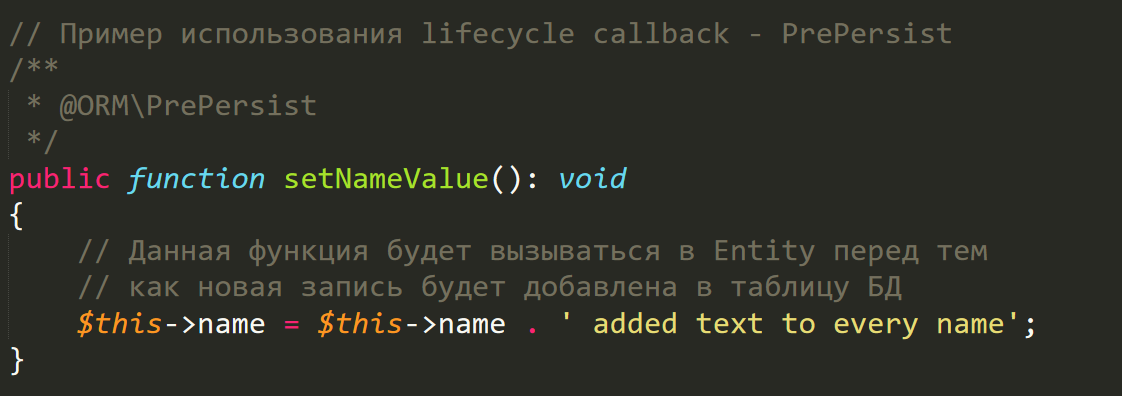 // Пример использования lifecycle callback - PrePersist
/**
 * @ORM\PrePersist
 */
public function setNameValue(): void
{
    // Данная функция будет вызываться в Entity перед тем
    // как новая запись будет добавлена в таблицу БД
    $this->name = $this->name . ' added text to every name';
}